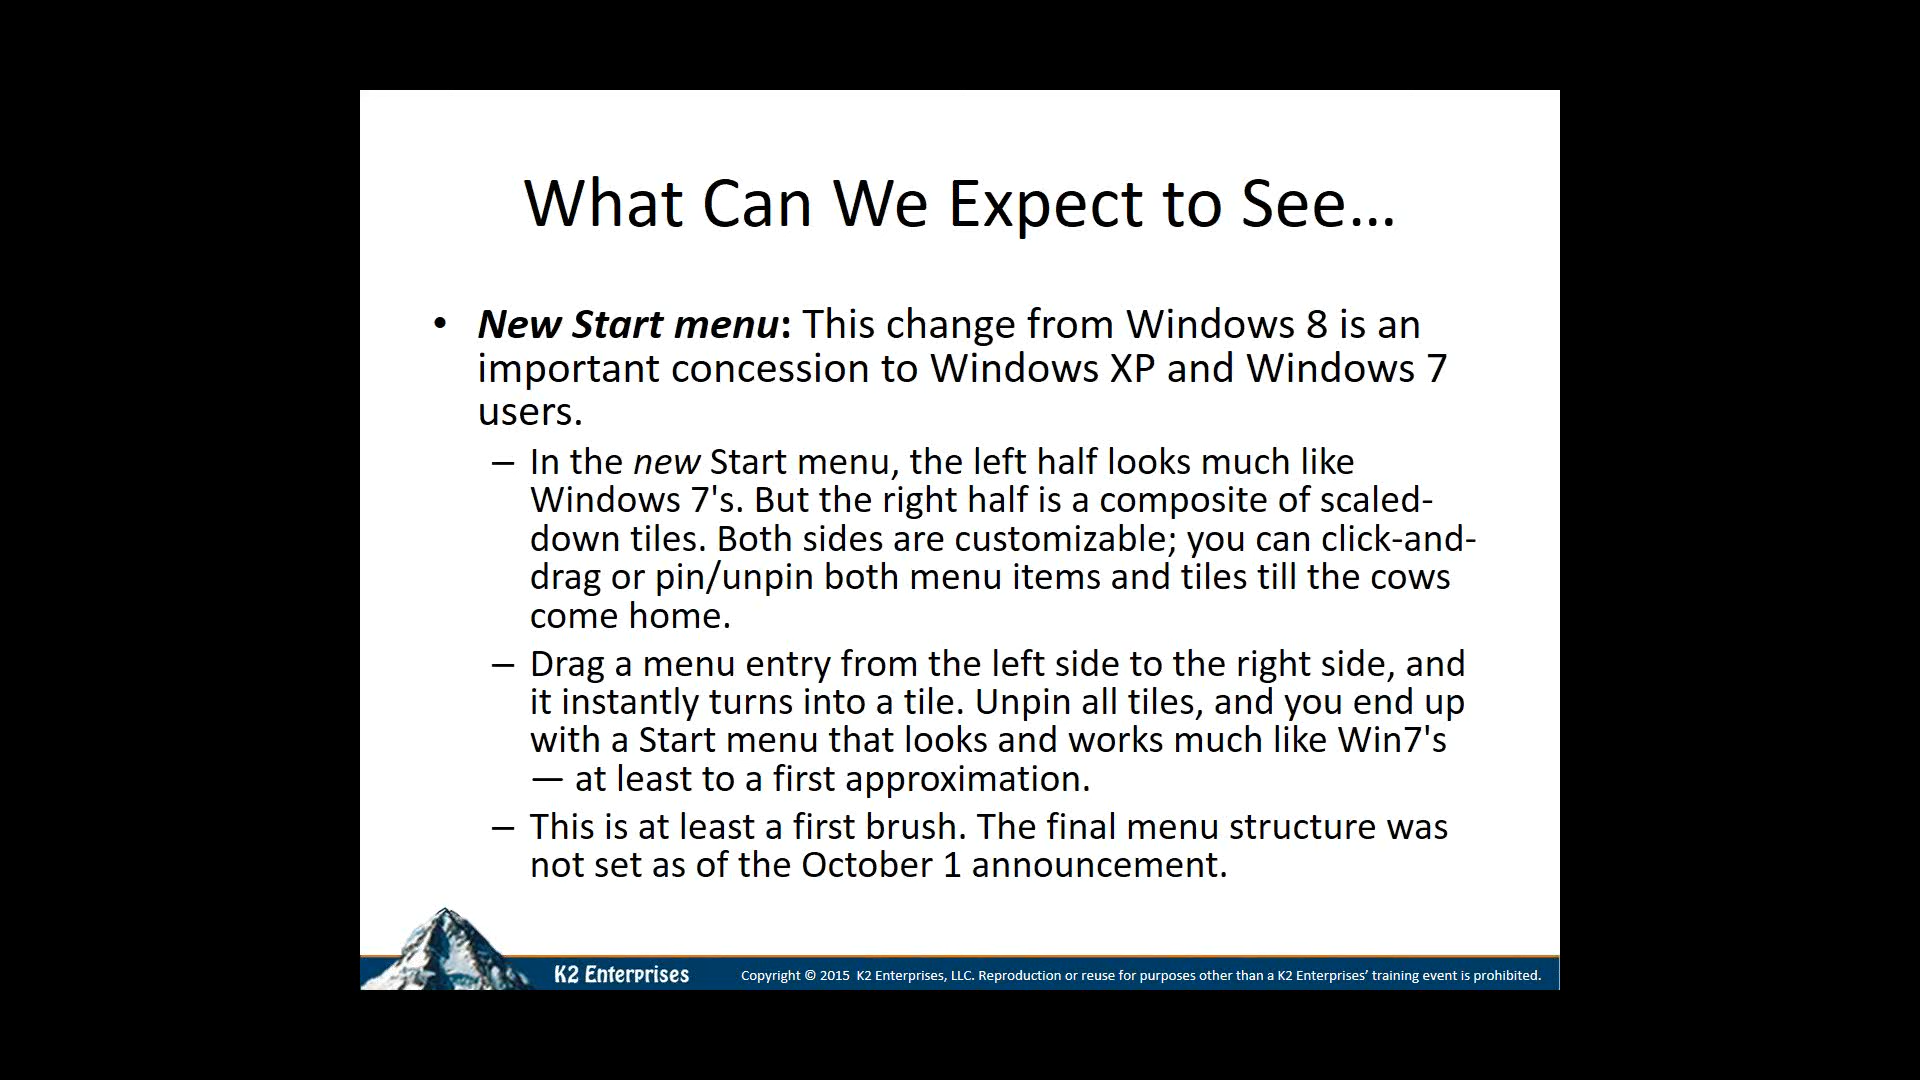 What Can We Expect to See…
• New Start menu: This change from Windows 8 is an
important concession to Windows XP and Windows 7
users.
– In the new Start menu, the left half looks much like
Windows 7's. But the right half is a composite of scaled-
down tiles. Both sides are customizable; you can click-and-
drag or pin/unpin both menu items and tiles till the cows
come home.
– Drag a menu entry from the left side to the right side, and
it instantly turns into a tile. Unpin all tiles, and you end up
with a Start menu that looks and works much like Win7's
— at least to a first approximation.
– This is at least a first brush. The final menu structure was
not set as of the October 1 announcement.
K2 Enterprises
Copyright © 2015 K2 Enterprises, LLC. Reproduction or reuse for purposes other than a K2 Enterprises’ training event is prohibited.